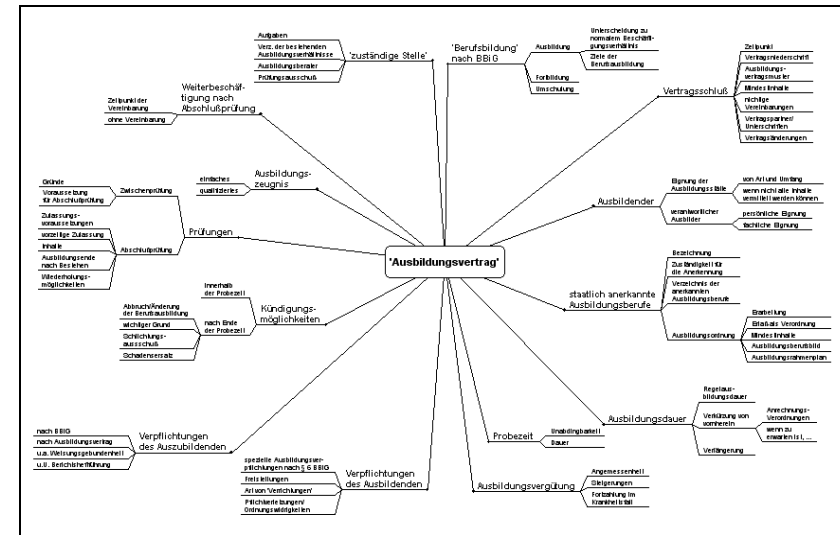 'Ausbildungsvertrag'
'Berufsbildung'
nach BBiG
Ausbildung
Unterscheidung zu
normalem Beschäfti-
gungsverhältnis
Ziele der
Berufsausbildung
Fortbildung
Umschulung
Vertragsschluß
Zeitpunkt
Vertragsniederschrift
Ausbildungs-
vertragsmuster
Mindestinhalte
nichtige
Vereinbarungen
Vertragspartner/
Unterschriften
Vertragsänderungen
Ausbildender
Eignung der
Ausbildungsstätte
von Art und Umfang
wenn nicht alle Inhalte
vermittelt werden können
verantwortlicher
Ausbilder
persönliche Eignung
fachliche Eignung
staatlich anerkannte
Ausbildungsberufe
Bezeichnung
Zuständigkeit für
die Anerkennung
Verzeichnis der
anerkannten
Ausbildungsberufe
Ausbildungsordnung
Erarbeitung
Erlaß als Verordnung
Mindestinhalte
Ausbildungsberufsbild
Ausbildungsrahmenplan
Ausbildungsdauer
Regelaus-
bildungsdauer
Verkürzung von
vornherein
Anrechnungs-
Verordnungen
wenn zu
erwarten ist, ...
Verlängerung
Probezeit
Unabdingbarkeit
Dauer
Ausbildungsvergütung
Angemessenheit
Steigerungen
Fortzahlung im
Krankheitsfall
Verpflichtungen
des Ausbildenden
spezielle Ausbildungsver-
pflichtungen nach § 6 BBiG
Freistellungen
Art von 'Verrichtungen'
Pflichtverletzungen/
Ordnungswidrigkeiten
Verpflichtungen
des Auszubildenden
nach BBiG
nach Ausbildungsvertrag
u.a. Weisungsgebundenheit
u.U. Berichtsheftführung
Kündigungs-
möglichkeiten
innerhalb
der Probezeit
nach Ende
der Probezeit
Abbruch/Änderung
der Berufsausbildung
wichtiger Grund
Schlichtungs-
ausschuß
Schadensersatz
Prüfungen
Zwischenprüfung
Gründe
Voraussetzung
für Abschlußprüfung
Abschlußprüfung
Zulassungs-
voraussetzungen
vorzeitige Zulassung
Inhalte
Ausbildungsende
nach Bestehen
Wiederholungs-
möglichkeiten
Ausbildungs-
zeugnis
einfaches
qualifiziertes
Weiterbeschäf-
tigung nach
Abschlußprüfung
Zeitpunkt der
Vereinbarung
ohne Vereinbarung
'zuständige Stelle'
Aufgaben
Verz. der bestehenden
Ausbildungsverhältnisse
Ausbildungsberater
Prüfungsausschuß